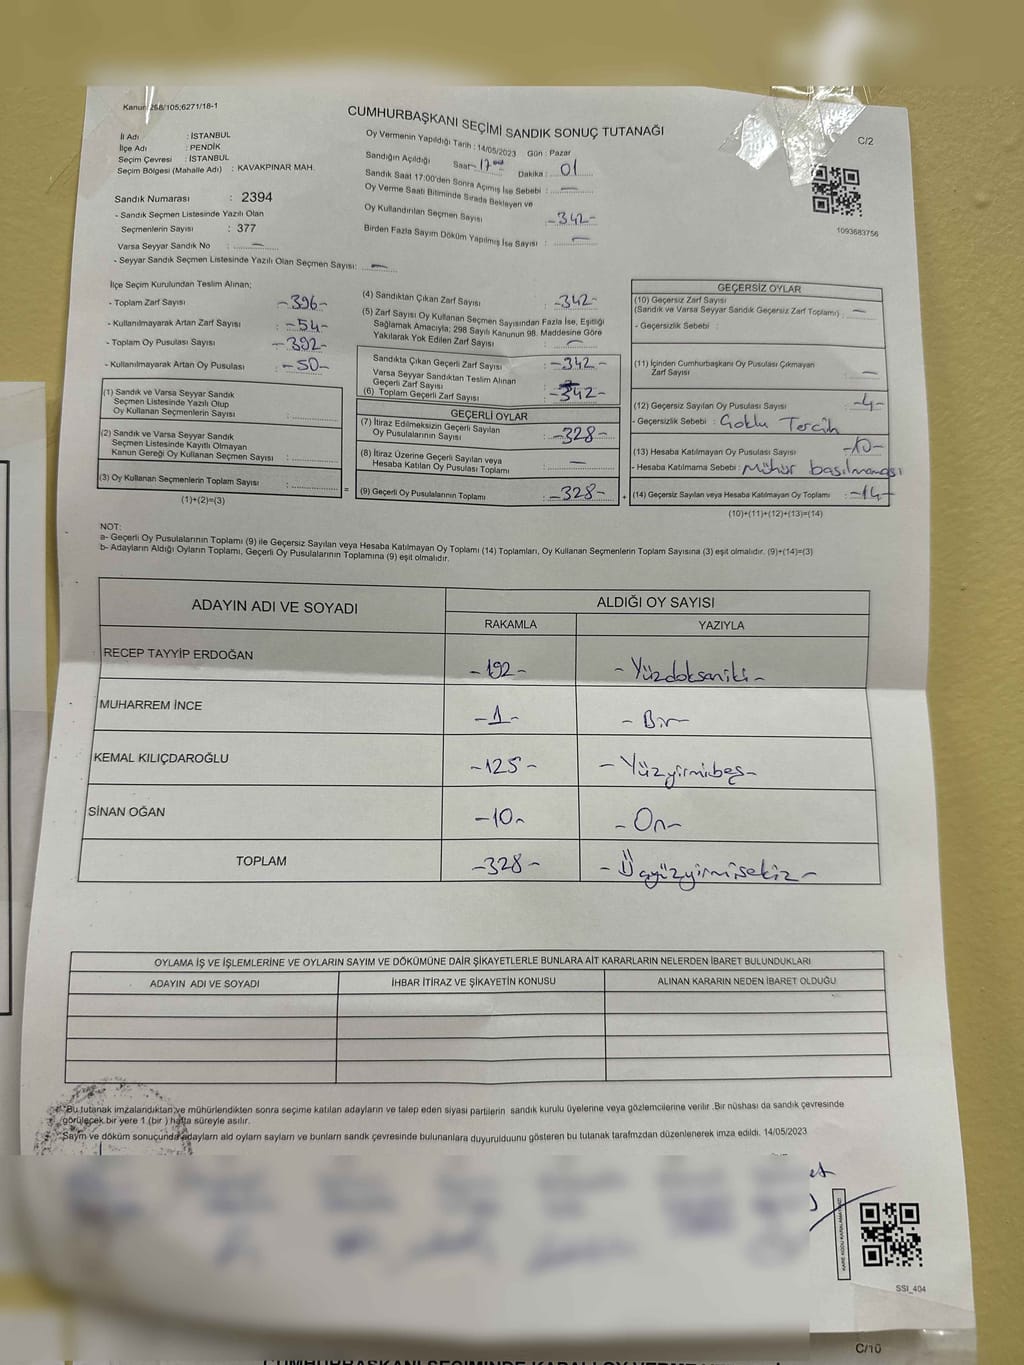 Kanun 298/105;6271/18-1
CUMHURBAŞKANI SEÇİMİ SANDIK SONUÇ TUTANAĞI
C/2
İl Adı : İSTANBUL
İlçe Adı : PENDİK
Seçim Çevresi : İSTANBUL
Seçim Bölgesi (Mahalle Adı) : KAVAKPINAR MAH.
Sandık Numarası : 2394
- Sandık Seçmen Listesinde Yazılı Olan
Seçmenlerin Sayısı : 377
Varsa Seyyar Sandık No : —
- Seyyar Sandık Seçmen Listesinde Yazılı Olan Seçmen Sayısı: —
Oy Vermenin Yapıldığı Tarih : 14/05/2023 Gün : Pazar
Sandığın Açıldığı Saat -17:00 Dakika : 01
Sandık Saat 17:00'den Sonra Açımış İse Sebebi : —
Oy Verme Saati Bitiminde Sırada Bekleyen ve
Oy Kullandırılan Seçmen Sayısı : -342-
Birden Fazla Sayım Döküm Yapılmış İse Sayısı : —
1093683756
İlçe Seçim Kurulundan Teslim Alınan;
- Toplam Zarf Sayısı : -396-
- Kullanılmayarak Artan Zarf Sayısı : -54-
- Toplam Oy Pusulası Sayısı : -392-
- Kullanılmayarak Artan Oy Pusulası : -50-
(1) Sandık ve Varsa Seyyar Sandık
Seçmen Listesinde Yazılı Olup
Oy Kullanan Seçmenlerin Sayısı :
(2) Sandık ve Varsa Seyyar Sandık
Seçmen Listesinde Kayıtlı Olmayan
Kanun Gereği Oy Kullanan Seçmen Sayısı :
(3) Oy Kullanan Seçmenlerin Toplam Sayısı :
(1)+(2)=(3)
(4) Sandıktan Çıkan Zarf Sayısı : -342-
(5) Zarf Sayısı Oy Kullanan Seçmen Sayısından Fazla İse, Eşitliği
Sağlamak Amacıyla; 298 Sayılı Kanunun 98. Maddesine Göre
Yakılarak Yok Edilen Zarf Sayısı : —
Sandıkta Çıkan Geçerli Zarf Sayısı : -342-
Varsa Seyyar Sandıktan Teslim Alınan
Geçerli Zarf Sayısı :
(6) Toplam Geçerli Zarf Sayısı : -342-
GEÇERLİ OYLAR
(7) İtiraz Edilmeksizin Geçerli Sayılan
Oy Pusulalarının Sayısı : -328-
(8) İtiraz Üzerine Geçerli Sayılan veya
Hesaba Katılan Oy Pusulası Toplamı : —
= (9) Geçerli Oy Pusulalarının Toplamı : -328-
GEÇERSİZ OYLAR
(10) Geçersiz Zarf Sayısı
(Sandık ve Varsa Seyyar Sandık Geçersiz Zarf Toplamı) : —
- Geçersizlik Sebebi :
(11) İçinden Cumhurbaşkanı Oy Pusulası Çıkmayan
Zarf Sayısı : —
(12) Geçersiz Sayılan Oy Pusulası Sayısı : -4-
- Geçersizlik Sebebi : Çoklu Tercih
(13) Hesaba Katılmayan Oy Pusulası Sayısı : -10-
- Hesaba Katılmama Sebebi : Mühür basılmaması
+ (14) Geçersiz Sayılan veya Hesaba Katılmayan Oy Toplamı : -14-
(10)+(11)+(12)+(13)=(14)
NOT:
a- Geçerli Oy Pusulalarının Toplamı (9) ile Geçersiz Sayılan veya Hesaba Katılmayan Oy Toplamı (14) Toplamları, Oy Kullanan Seçmenlerin Toplam Sayısına (3) eşit olmalıdır. (9)+(14)=(3)
b- Adayların Aldığı Oyların Toplamı, Geçerli Oy Pusulalarının Toplamına (9) eşit olmalıdır.
ADAYIN ADI VE SOYADI ALDIĞI OY SAYISI
RAKAMLA YAZIYLA
RECEP TAYYİP ERDOĞAN -192- -Yüzdoksaniki-
MUHARREM İNCE -1- -Bir-
KEMAL KILIÇDAROĞLU -125- -Yüzyirmibeş-
SİNAN OĞAN -10- -On-
TOPLAM -328- -Üçyüzyirmisekiz-
OYLAMA İŞ VE İŞLEMLERİNE VE OYLARIN SAYIM VE DÖKÜMÜNE DAİR ŞİKAYETLERLE BUNLARA AİT KARARLARIN NELERDEN İBARET BULUNDUKLARI
ADAYIN ADI VE SOYADI İHBAR İTİRAZ VE ŞİKAYETİN KONUSU ALINAN KARARIN NEDEN İBARET OLDUĞU
Bu tutanak imzalandıktan ve mühürlendikten sonra seçime katılan adayların ve talep eden siyasi partilerin sandık kurulu üyelerine veya gözlemcilerine verilir .Bir nüshası da sandık çevresinde
görülecek bir yere 1 (bir ) hafta süreyle asılır.
Sayım ve döküm sonucunda adayların ald oyların sayları ve bunların sandık çevresinde bulunanlara duyurulduunu gösteren bu tutanak tarafımzdan düzenlenerek imza edildi. 14/05/2023
SSI_404
C/10